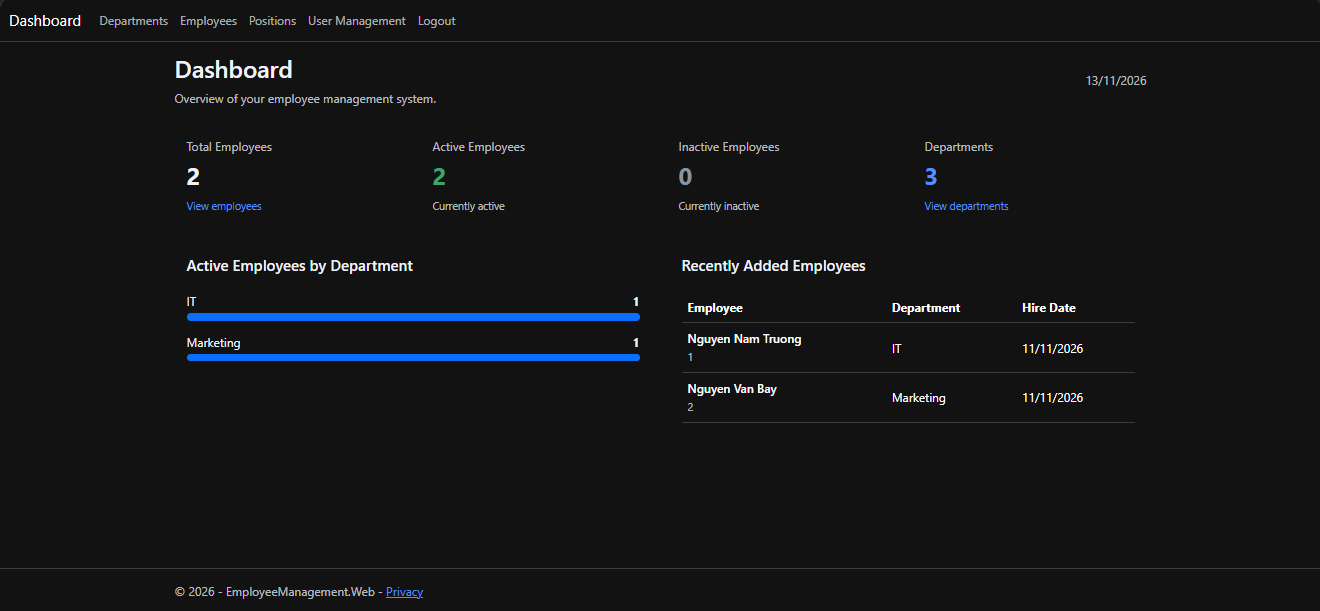 Dashboard Departments Employees Positions User Management Logout
Dashboard
13/11/2026
Overview of your employee management system.
Total Employees Active Employees Inactive Employees Departments
2 2 0 3
View employees Currently active Currently inactive View departments
Active Employees by Department
IT 1
Marketing 1
Recently Added Employees
Employee Department Hire Date
Nguyen Nam Truong
1 IT 11/11/2026
Nguyen Van Bay
2 Marketing 11/11/2026
© 2026 - EmployeeManagement.Web - Privacy